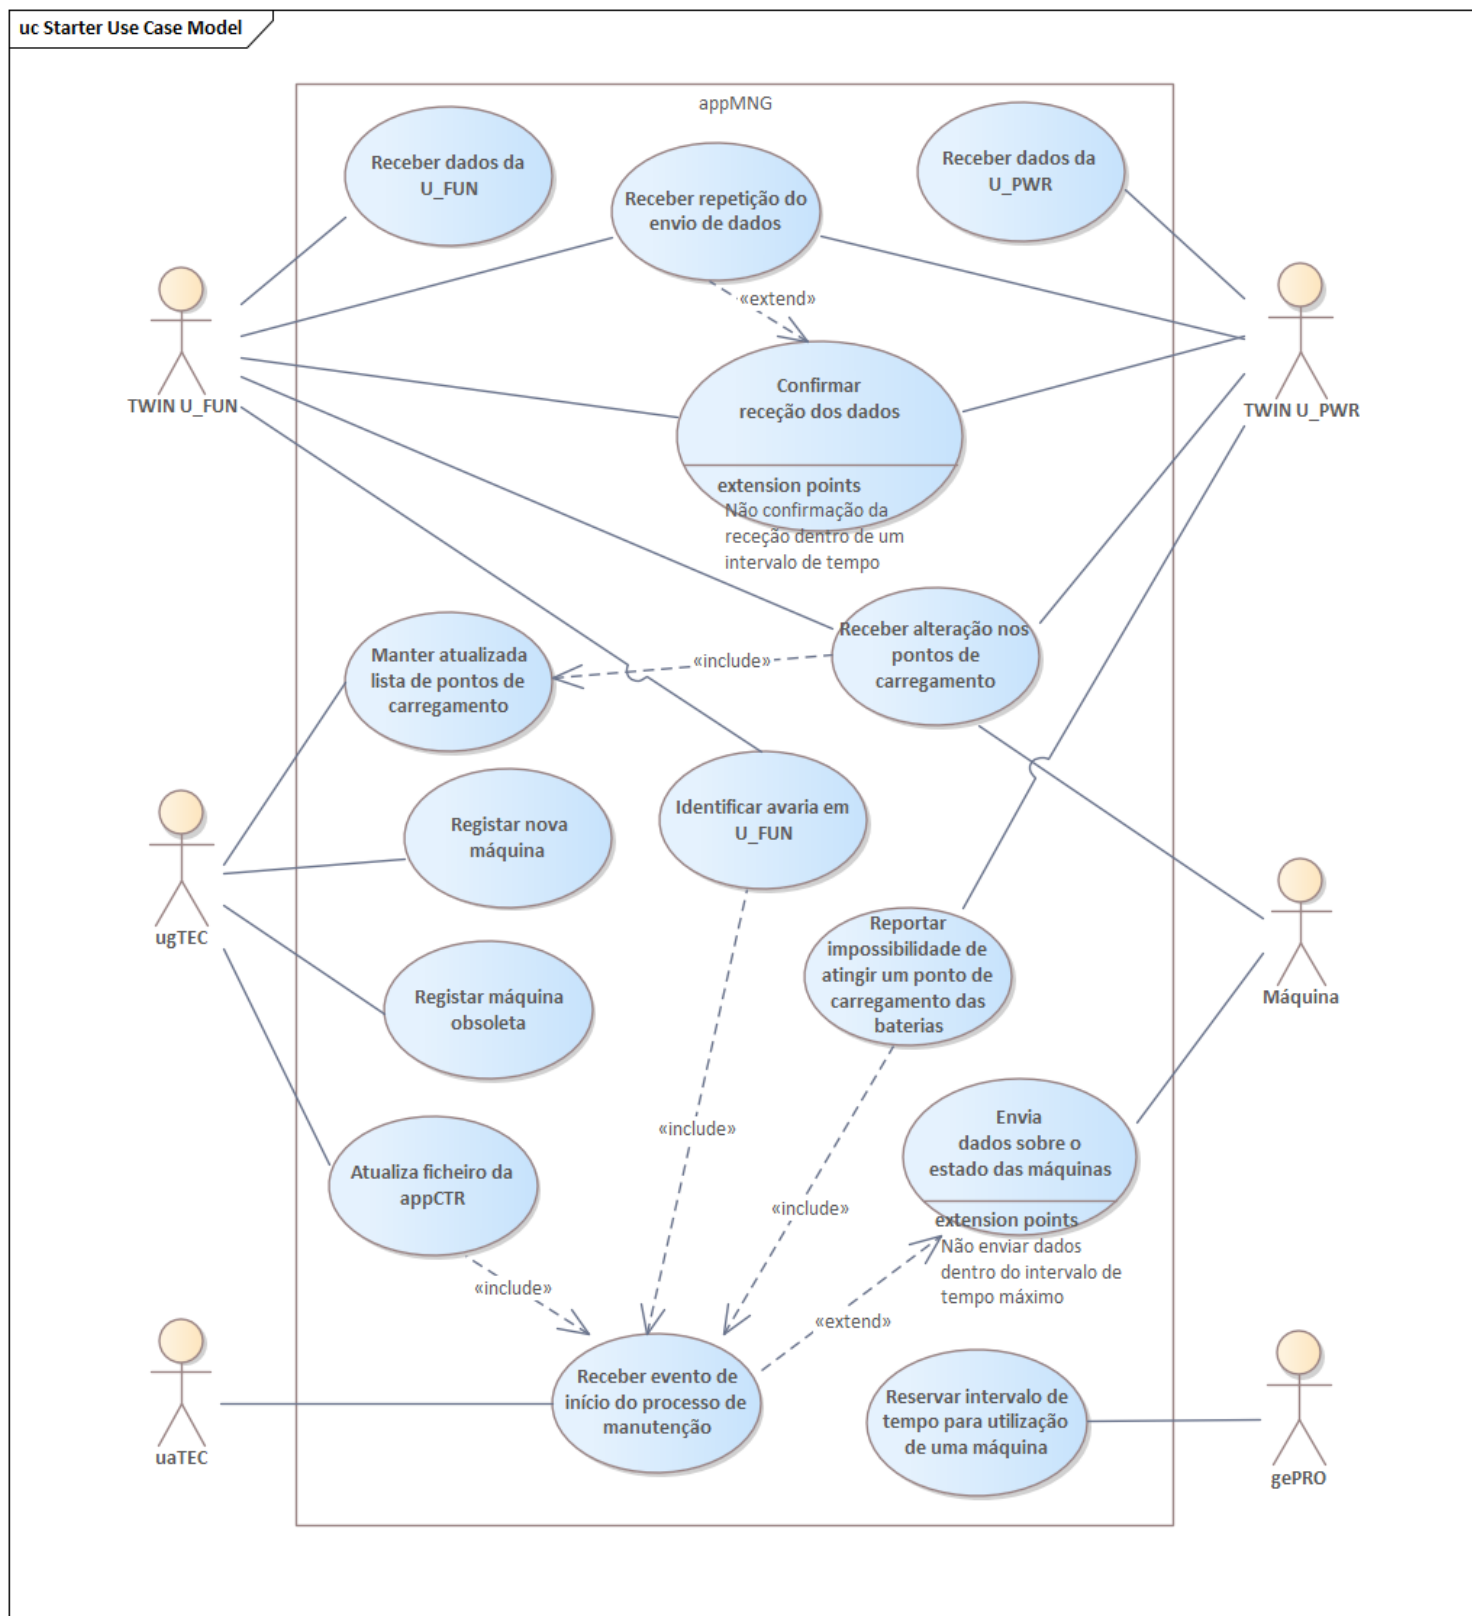 uc Starter Use Case Model
appMNG
Receber dados da
U_FUN
Receber repetição do
envio de dados
Receber dados da
U_PWR
«extend»
TWIN U_FUN
TWIN U_PWR
Confirmar
receção dos dados
extension points
Não confirmação da
receção dentro de um
intervalo de tempo
Receber alteração nos
pontos de
carregamento
«include»
Manter atualizada
lista de pontos de
carregamento
Registar nova
máquina
Identificar avaria em
U_FUN
ugTEC
Reportar
impossibilidade de
atingir um ponto de
carregamento das
baterias
Máquina
Registar máquina
obsoleta
Envia
dados sobre o
estado das máquinas
extension points
Não enviar dados
dentro do intervalo de
tempo máximo
«include»
Atualiza ficheiro da
appCTR
«include»
«include»
«extend»
Receber evento de
início do processo de
manutenção
Reservar intervalo de
tempo para utilização
de uma máquina
uaTEC
gePRO